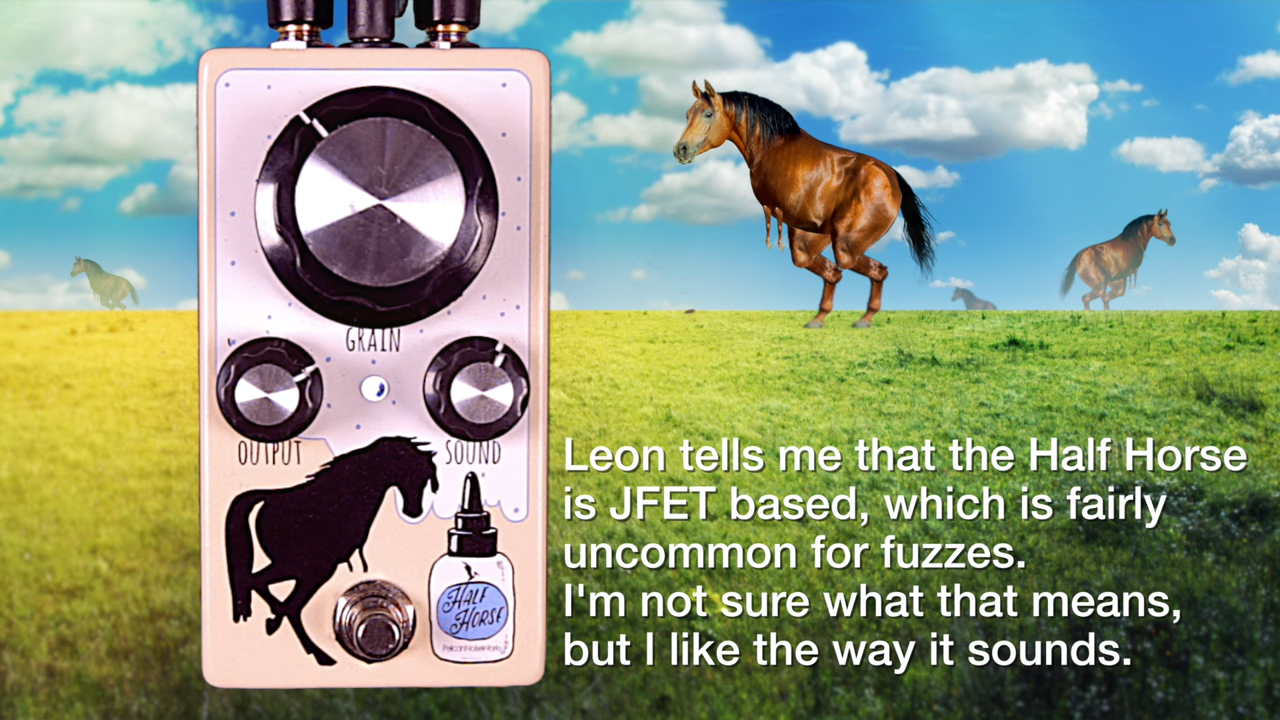 GRAIN
OUTPUT
SOUND
HALF
HORSE
Leon tells me that the Half Horse
is JFET based, which is fairly
uncommon for fuzzes.
I'm not sure what that means,
but I like the way it sounds.